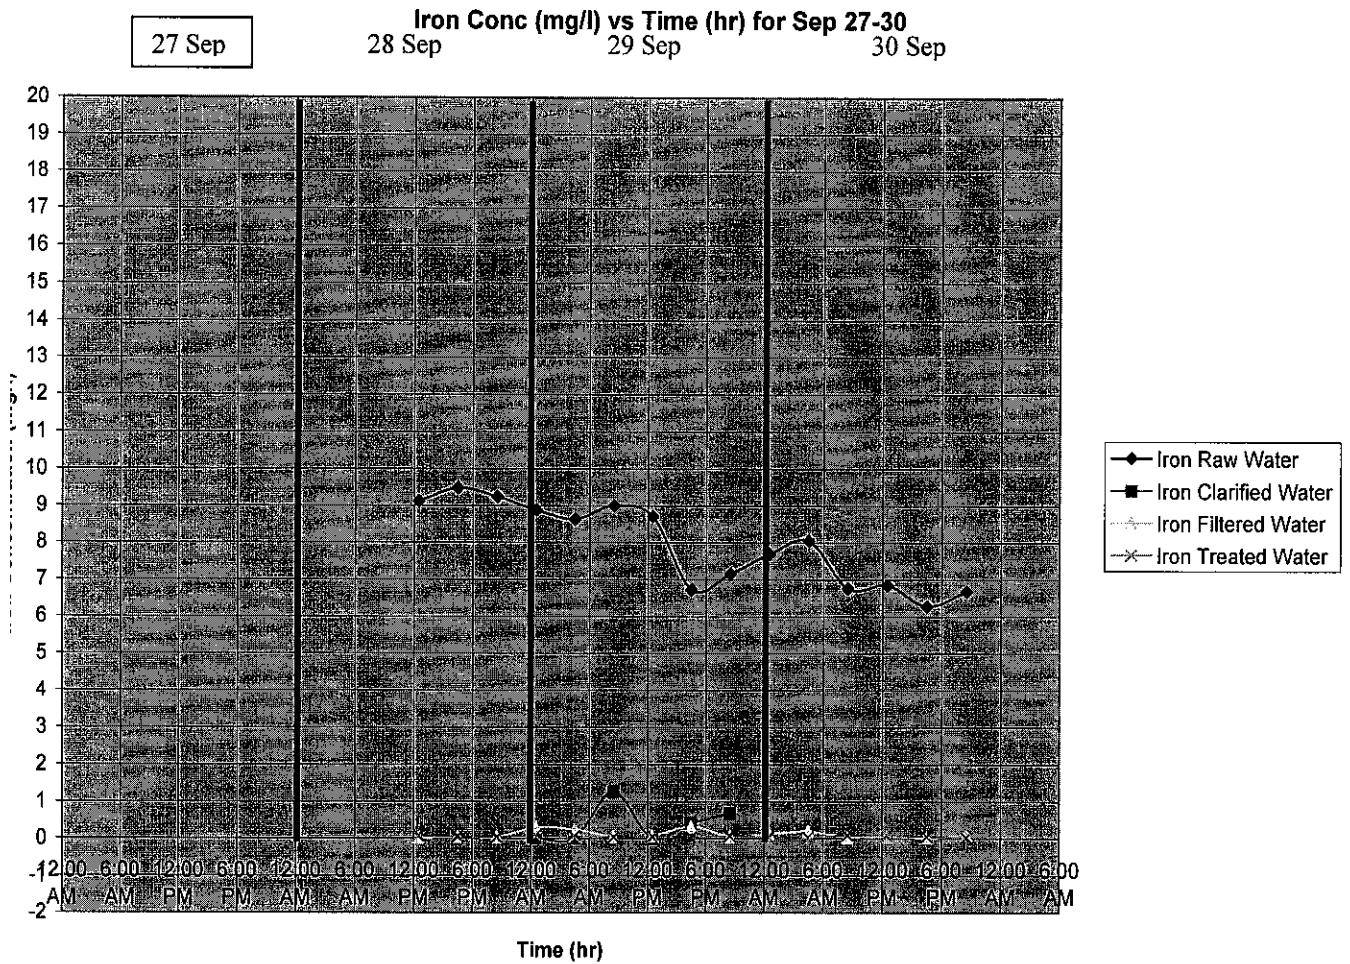 Iron Conc (mg/l) vs Time (hr) for Sep 27-30
27 Sep 28 Sep 29 Sep 30 Sep
20
19
18
17
16
15
14
13
12
11
10
9
8
7
6
5
4
3
2
1
0
-1
-2
12:00 6:00 12:00 6:00 12:00 6:00 12:00 6:00 12:00 6:00 12:00 6:00 12:00 6:00 12:00 6:00 12:00 6:00
AM AM PM PM AM AM PM PM AM AM PM PM AM AM PM PM AM AM
Time (hr)
Iron Raw Water
Iron Clarified Water
Iron Filtered Water
Iron Treated Water